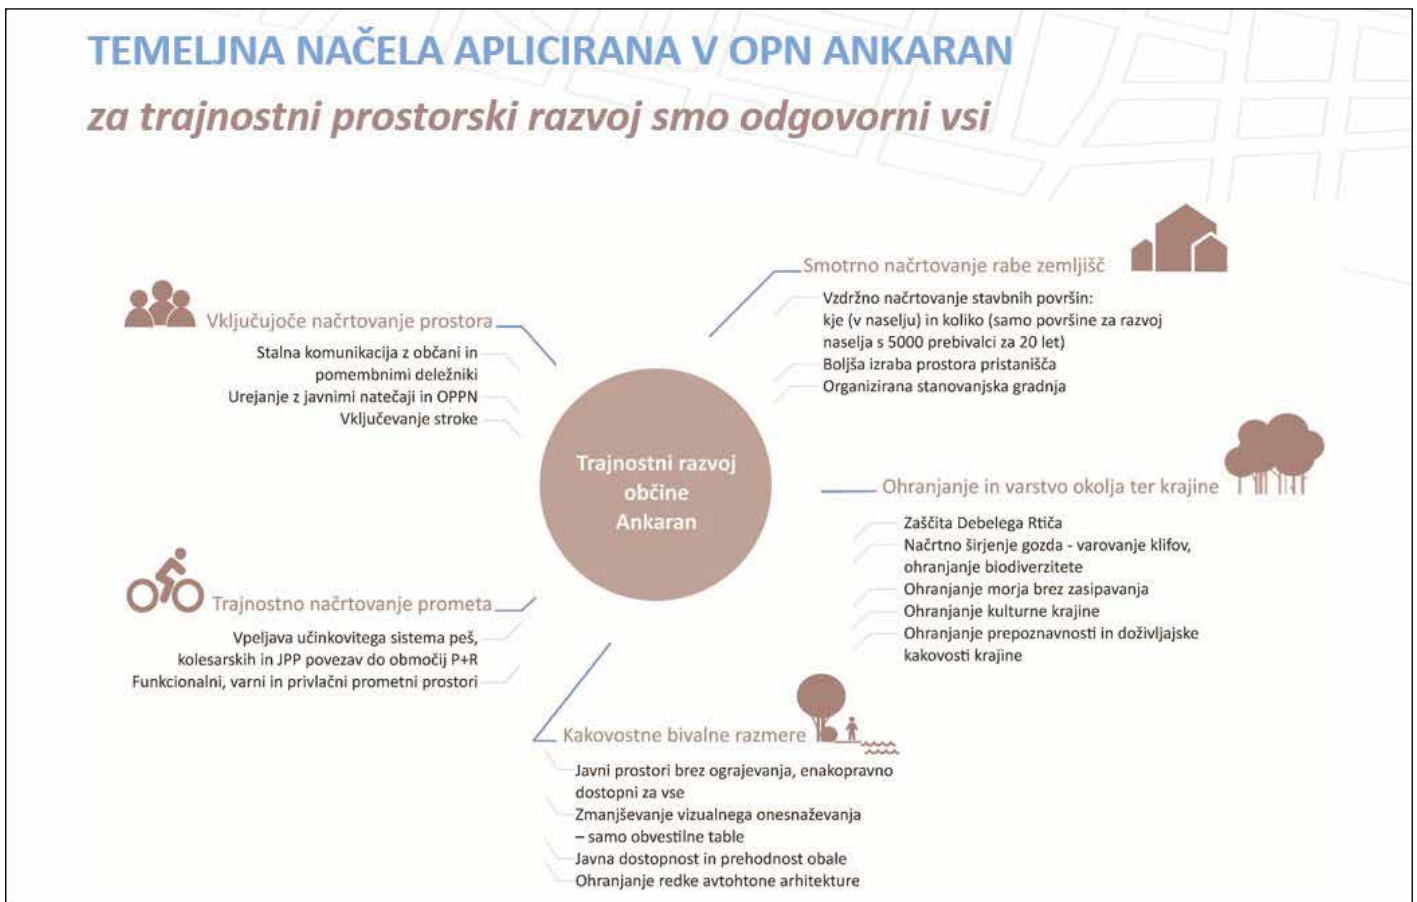 TEMELJNA NAČELA APLICIRANA V OPN ANKARAN
za trajnostni prostorski razvoj smo odgovorni vsi
Smotrno načrtovanje rabe zemljišč
Vzdržno načrtovanje stavbnih površin:
kje (v naselju) in koliko (samo površine za razvoj
naselja s 5000 prebivalci za 20 let)
Boljša izraba prostora pristanišča
Organizirana stanovanjska gradnja
Vključujoče načrtovanje prostora
Stalna komunikacija z občani in
pomembnimi deležniki
Urejanje z javnimi natečaji in OPPN
Vključevanje stroke
Trajnostni razvoj
občine
Ankaran
Ohranjanje in varstvo okolja ter krajine
Zaščita Debelega Rtiča
Načrtno širjenje gozda - varovanje klifov,
ohranjanje biodiverzitete
Ohranjanje morja brez zasipavanja
Ohranjanje kulturne krajine
Ohranjanje prepoznavnosti in doživljajske
kakovosti krajine
Trajnostno načrtovanje prometa
Vpeljava učinkovitega sistema peš,
kolesarskih in JPP povezav do območij P+R
Funkcionalni, varni in privlačni prometni prostori
Kakovostne bivalne razmere
Javni prostori brez ograjevanja, enakopravno
dostopni za vse
Zmanjševanje vizualnega onesnaževanja
– samo obvestilne table
Javna dostopnost in prehodnost obale
Ohranjanje redke avtohtone arhitekture